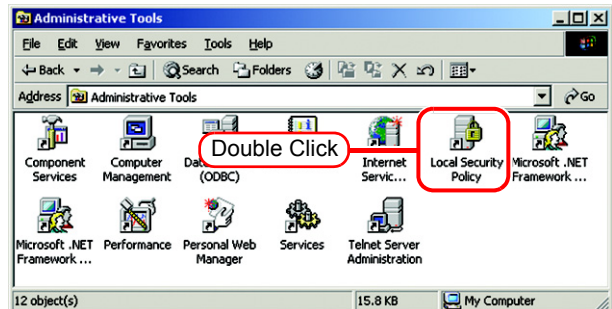 Administrative Tools
File Edit View Favorites Tools Help
Back Search Folders
Address Administrative Tools Go
Double Click
Component Services
Computer Management
(ODBC)
Internet Servic...
Local Security Policy
Microsoft .NET Framework ...
Microsoft .NET Framework ...
Performance
Personal Web Manager
Services
Telnet Server Administration
12 object(s) 15.8 KB My Computer